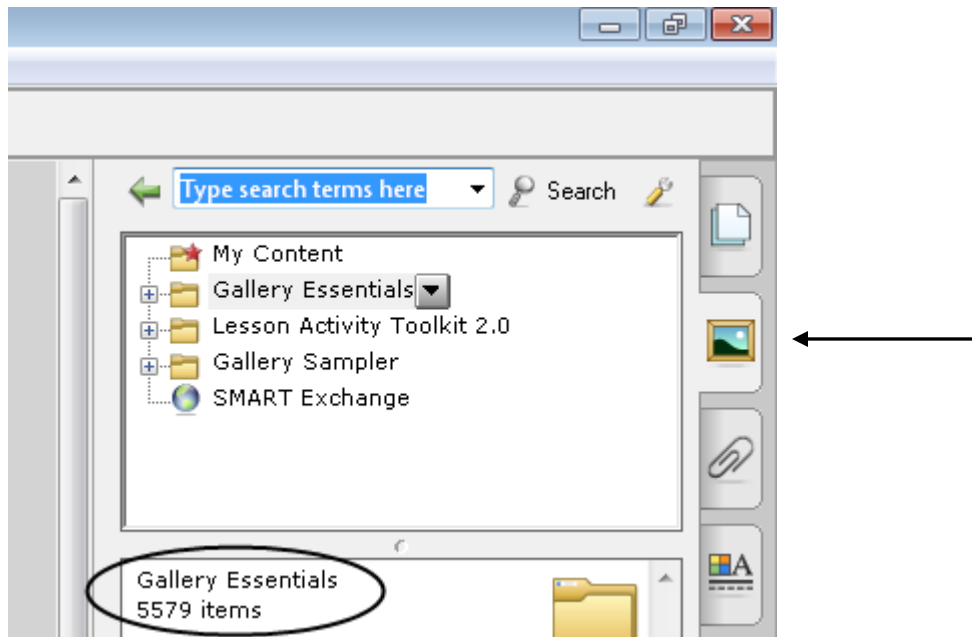 Type search terms here
Search
My Content
Gallery Essentials
Lesson Activity Toolkit 2.0
Gallery Sampler
SMART Exchange
A
Gallery Essentials
5579 items